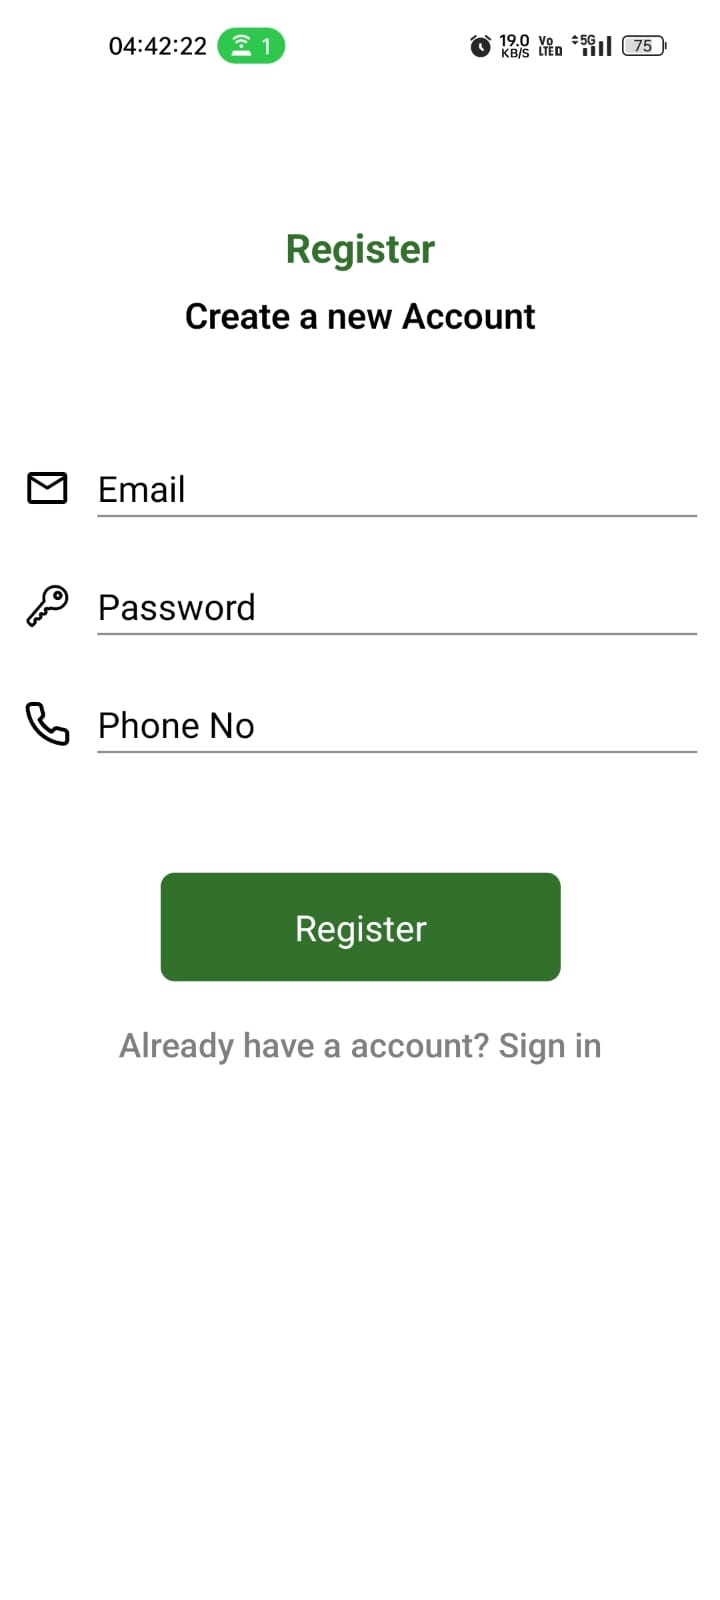 04:42:22 1 19.0 KB/S Vo LTE D 5G 75
Register
Create a new Account
Email
Password
Phone No
Register
Already have a account? Sign in